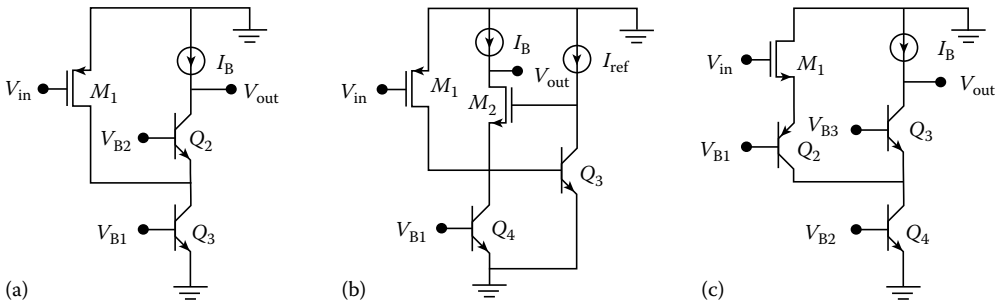 V_in
M_1
I_B
V_out
V_B2
Q_2
V_B1
Q_3
(a)
V_in
M_1
I_B
V_out
I_ref
M_2
Q_3
V_B1
Q_4
(b)
V_in
M_1
I_B
V_out
V_B1
Q_2
V_B3
Q_3
V_B2
Q_4
(c)